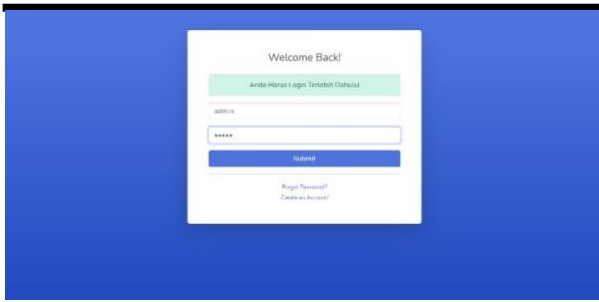 Welcome Back!
Anda Harus Login Terlebih Dahulu!
admin
•••••
Submit
Forgot Password?
Create an Account!